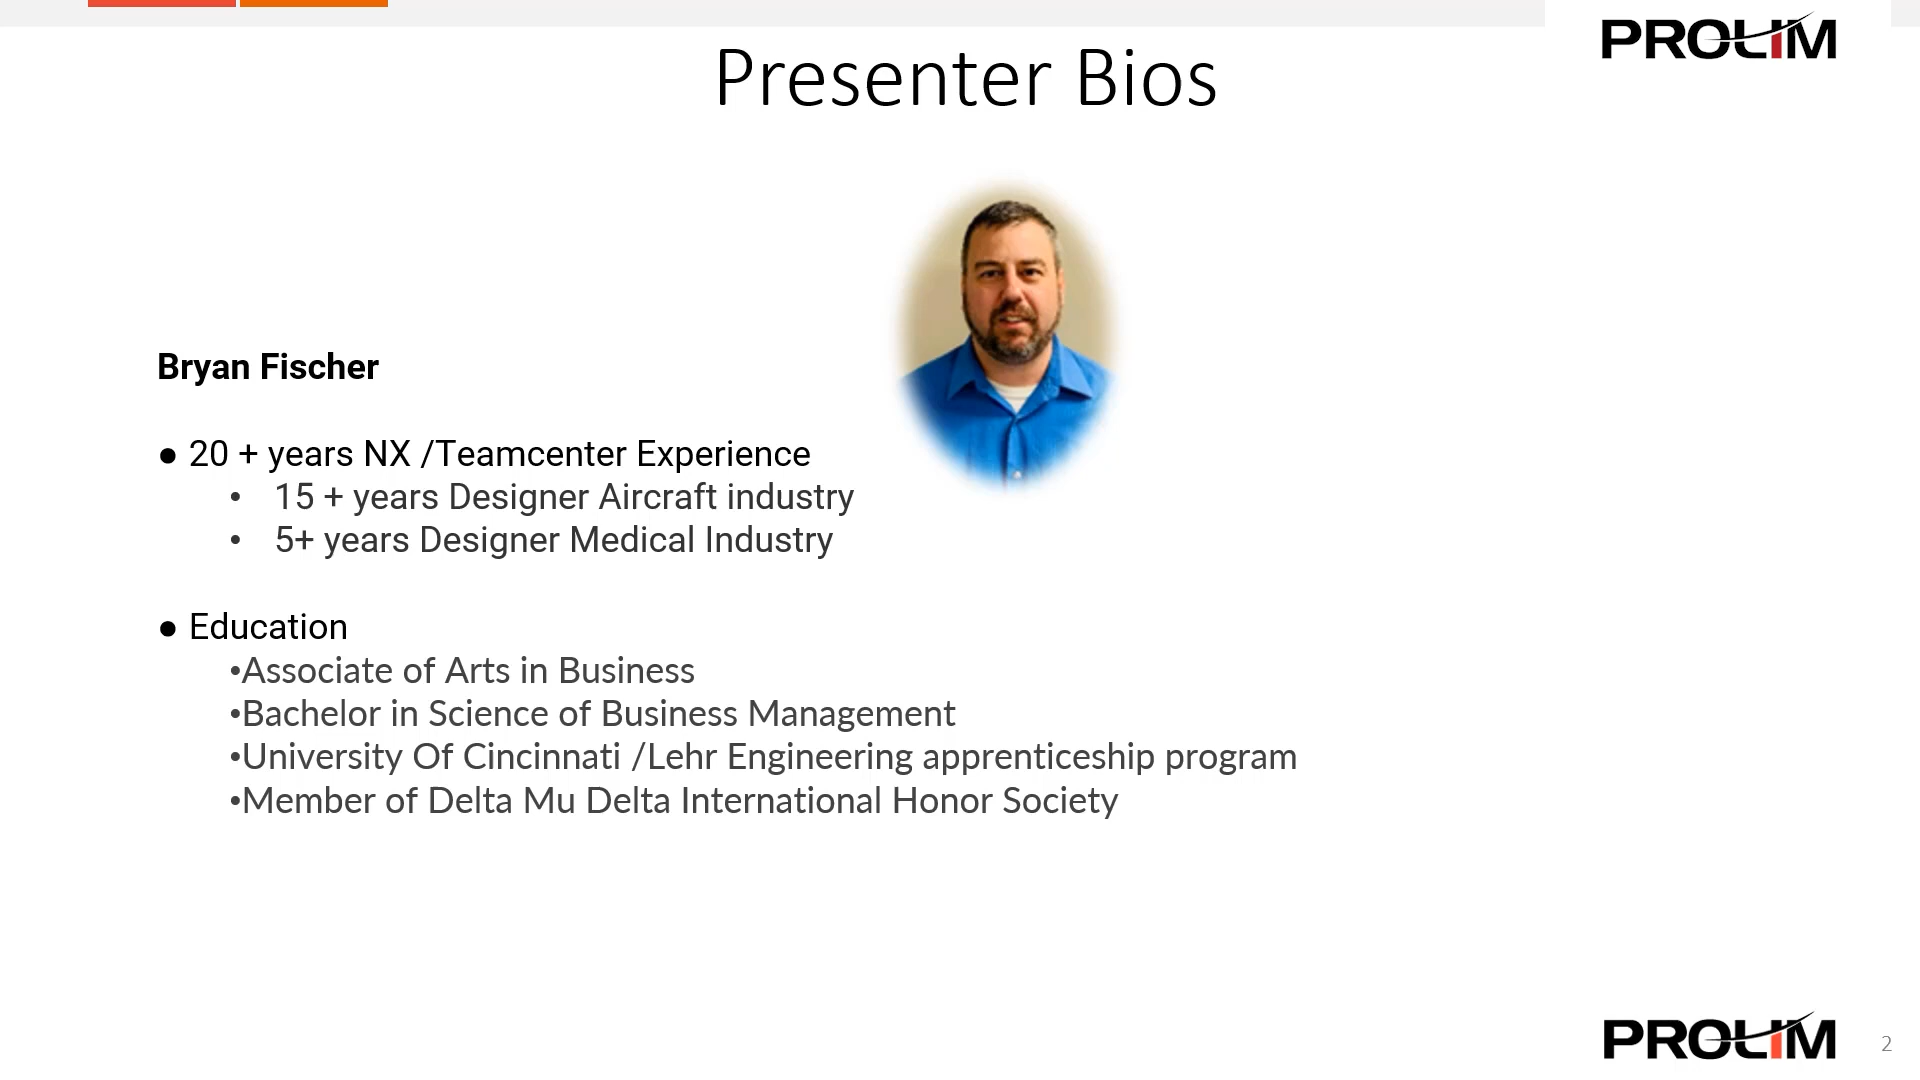 PROLIM
Presenter Bios
Bryan Fischer
● 20 + years NX /Teamcenter Experience
• 15 + years Designer Aircraft industry
• 5+ years Designer Medical Industry
● Education
•Associate of Arts in Business
•Bachelor in Science of Business Management
•University Of Cincinnati /Lehr Engineering apprenticeship program
•Member of Delta Mu Delta International Honor Society
PROLIM
2